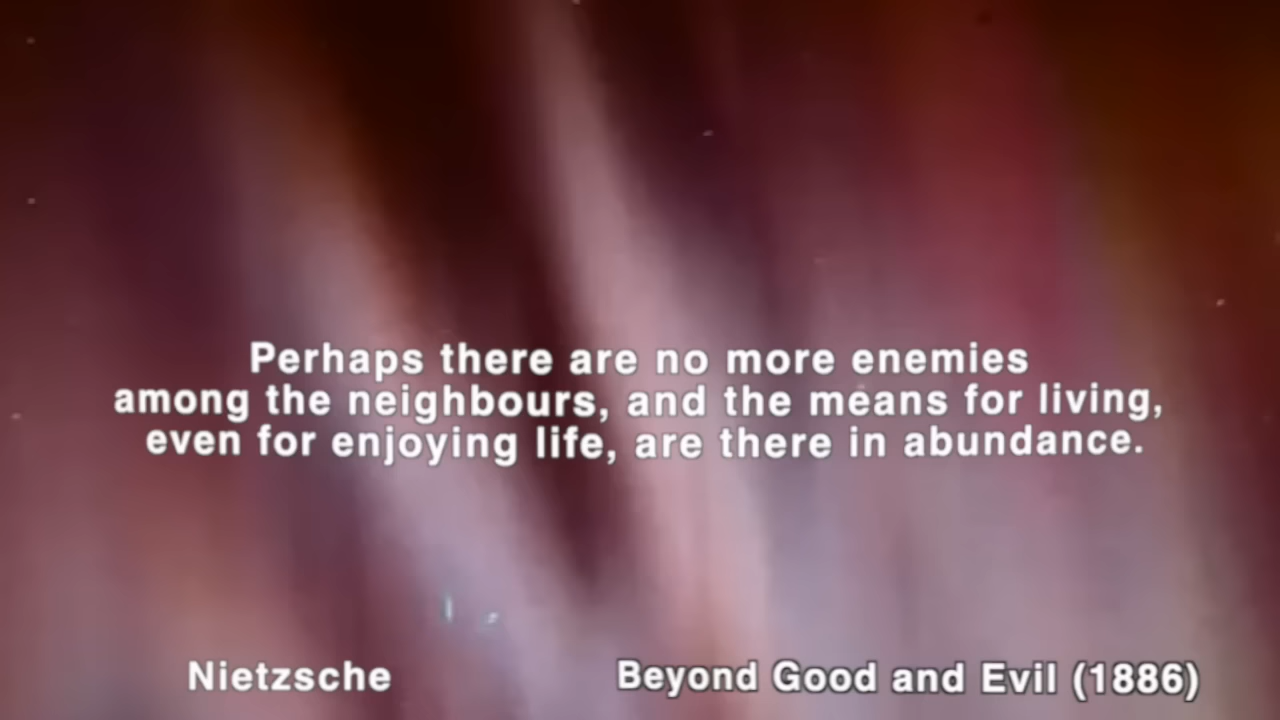 Perhaps there are no more enemies
among the neighbours, and the means for living,
even for enjoying life, are there in abundance.
Nietzsche
Beyond Good and Evil (1886)